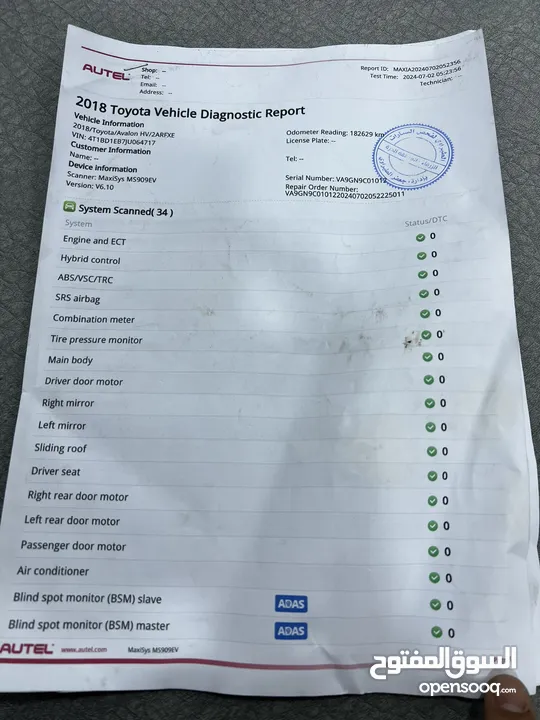 AUTEL
Shop: --
Tel: --
Email: --
Address: --
Report ID: MAXIA20240702052356
Test Time: 2024-07-02 05:23:56
Technician: --
2018 Toyota Vehicle Diagnostic Report
Vehicle Information
2018/Toyota/Avalon HV/2ARFXE
VIN: 4T1BD1EB7JU064717
Odometer Reading: 182629 km
License Plate: --
Customer Information
Name: --
Tel: --
Device information
Scanner: MaxiSys MS909EV
Version: V6.10
Serial Number: VA9GN9C01012
Repair Order Number:
VA9GN9C0101220240702052225011
System Scanned( 34 )
System Status/DTC
Engine and ECT 0
Hybrid control 0
ABS/VSC/TRC 0
SRS airbag 0
Combination meter 0
Tire pressure monitor 0
Main body 0
Driver door motor 0
Right mirror 0
Left mirror 0
Sliding roof 0
Driver seat 0
Right rear door motor 0
Left rear door motor 0
Passenger door motor 0
Air conditioner 0
Blind spot monitor (BSM) slave ADAS 0
Blind spot monitor (BSM) master ADAS 0
AUTEL www.autel.com MaxiSys MS909EV
السوق المفتوح
opensooq.com